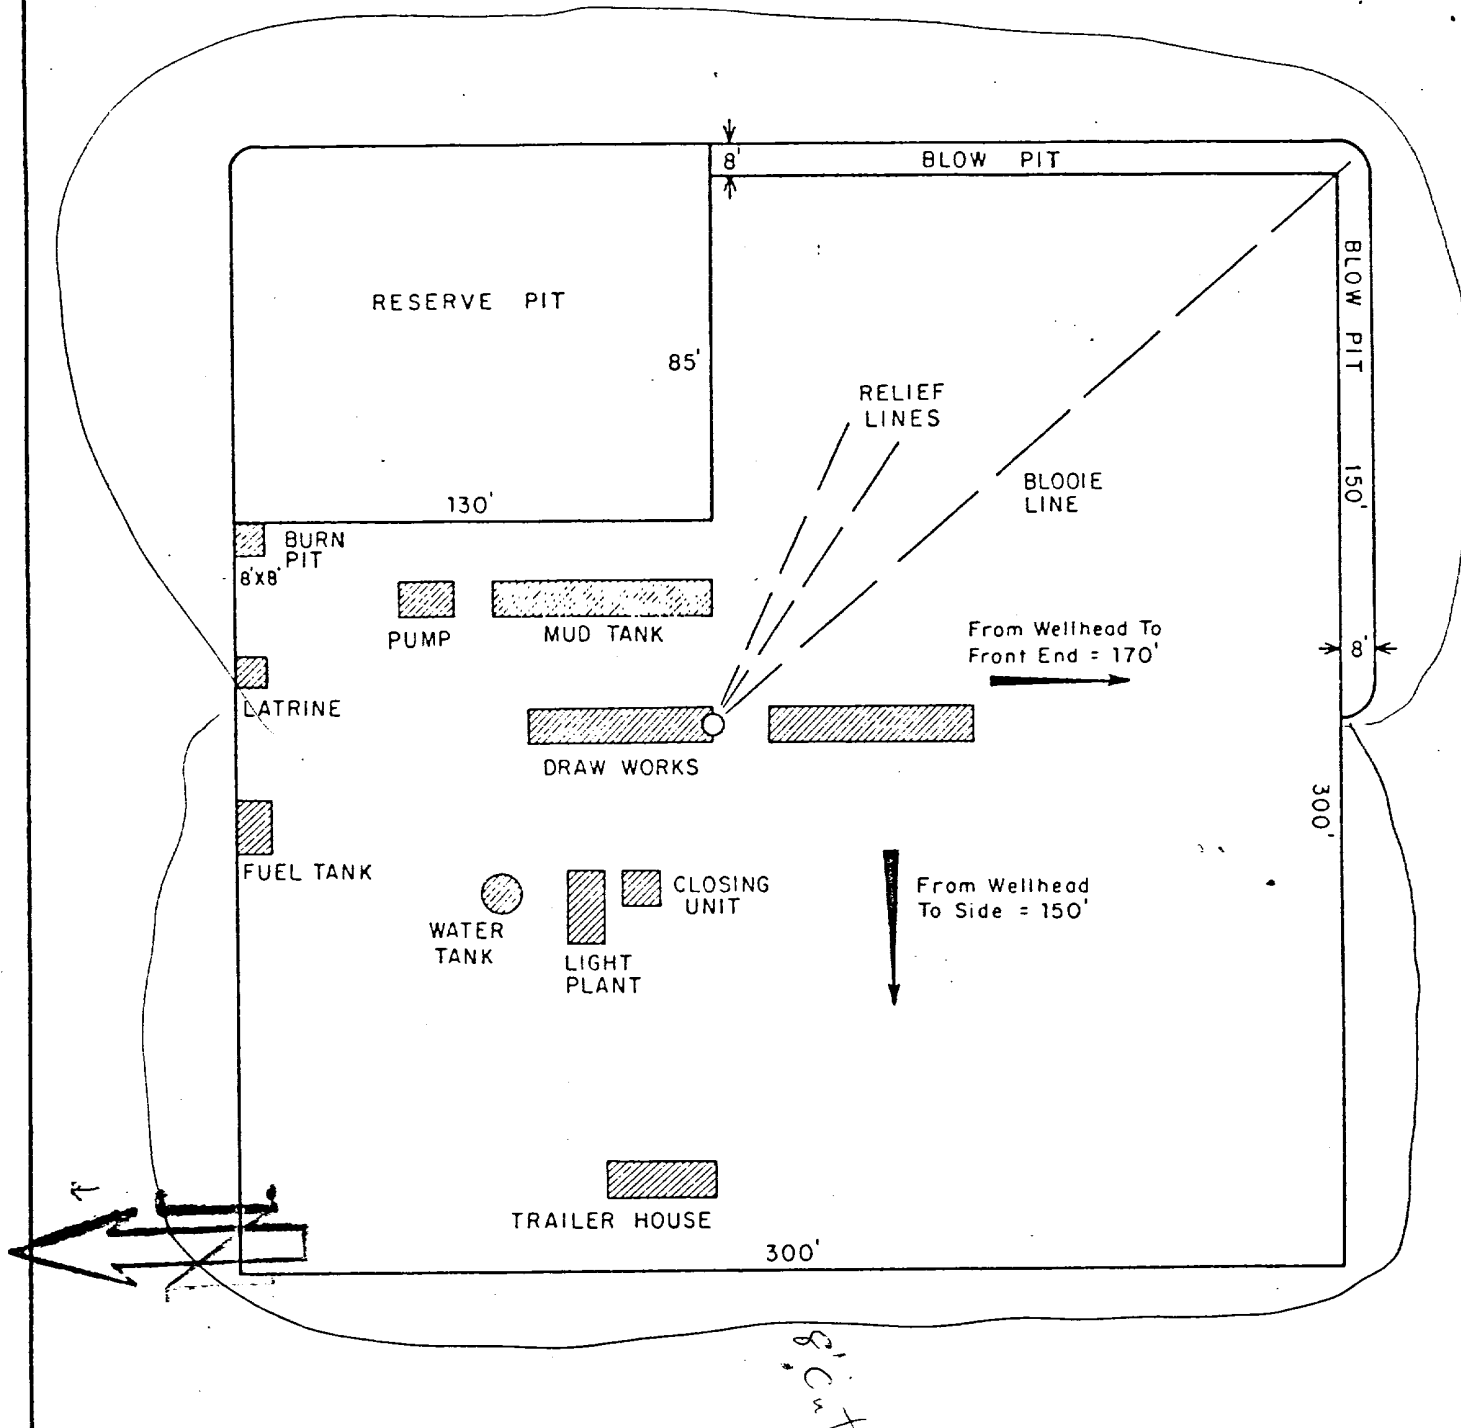 8'
BLOW PIT
BLOW PIT
RESERVE PIT
85'
RELIEF
LINES
BLOOIE
LINE
150'
130'
BURN
PIT
8'X8'
PUMP
MUD TANK
From Wellhead To
Front End = 170'
8'
LATRINE
DRAW WORKS
300'
FUEL TANK
CLOSING
UNIT
From Wellhead
To Side = 150'
WATER
TANK
LIGHT
PLANT
TRAILER HOUSE
300'
8' Cut